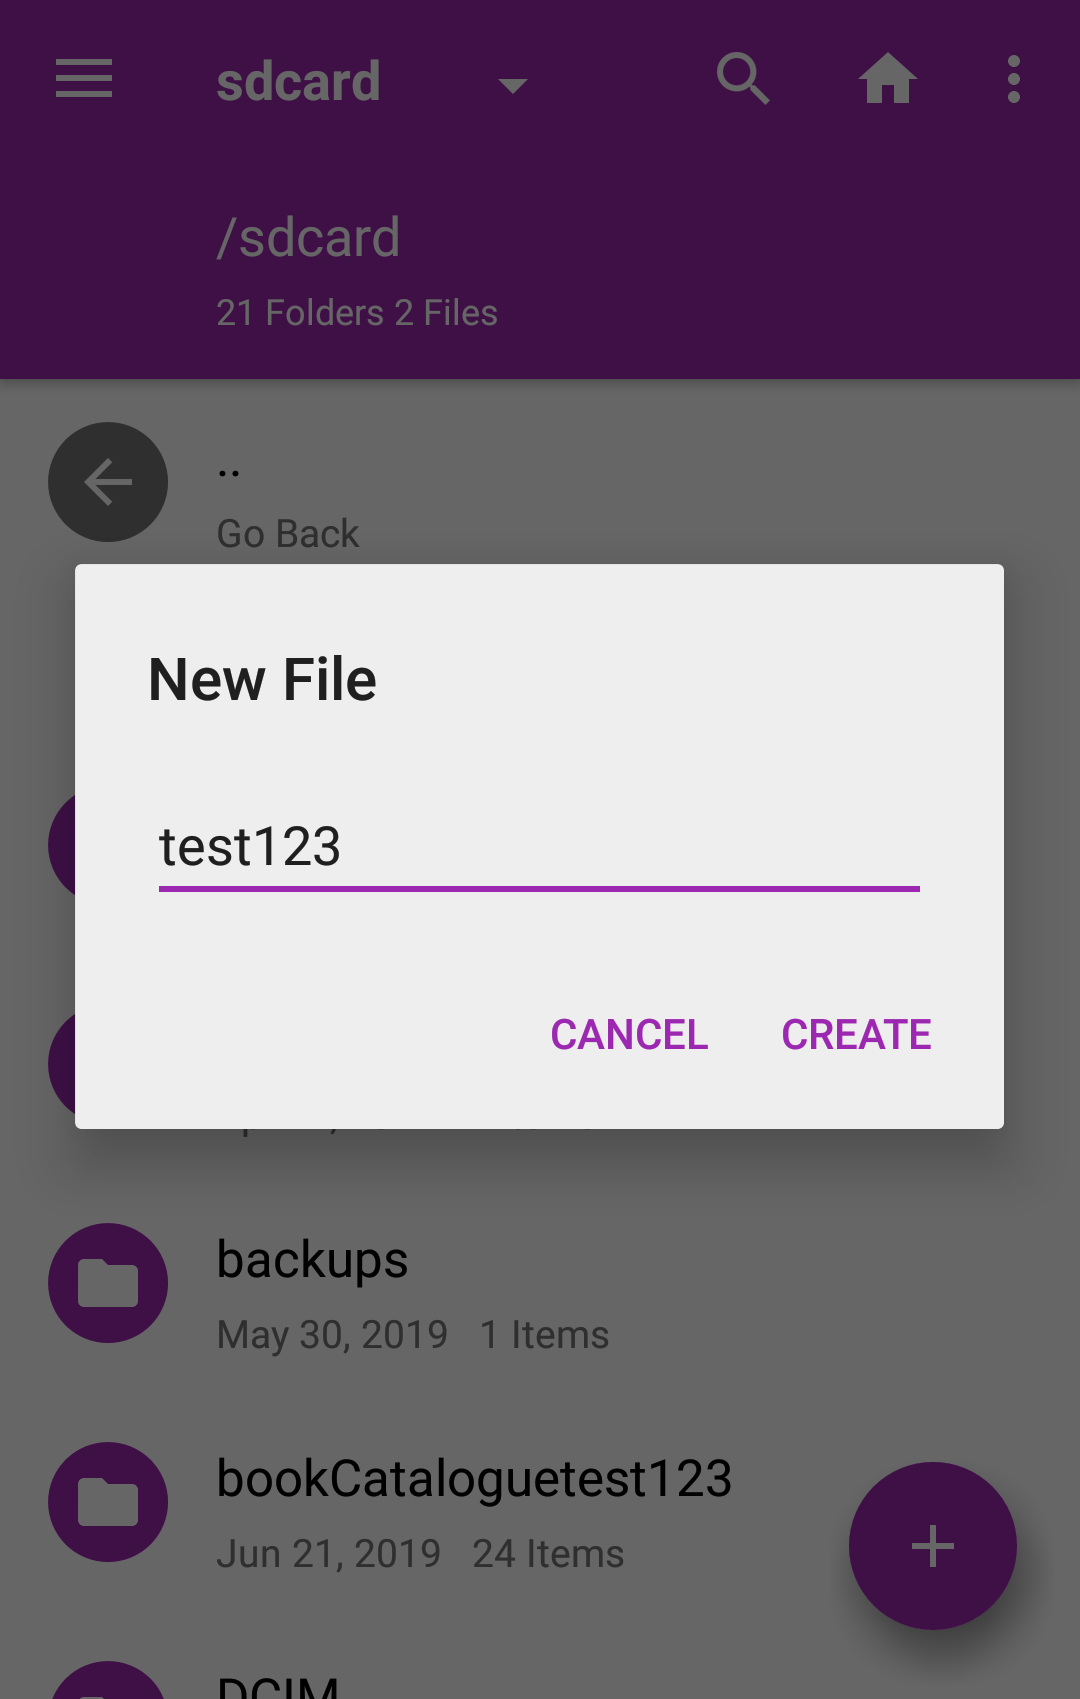 sdcard
/sdcard
21 Folders 2 Files
..
Go Back
New File
test123
CANCEL CREATE
backups
May 30, 2019 1 Items
bookCataloguetest123
Jun 21, 2019 24 Items
DCIM